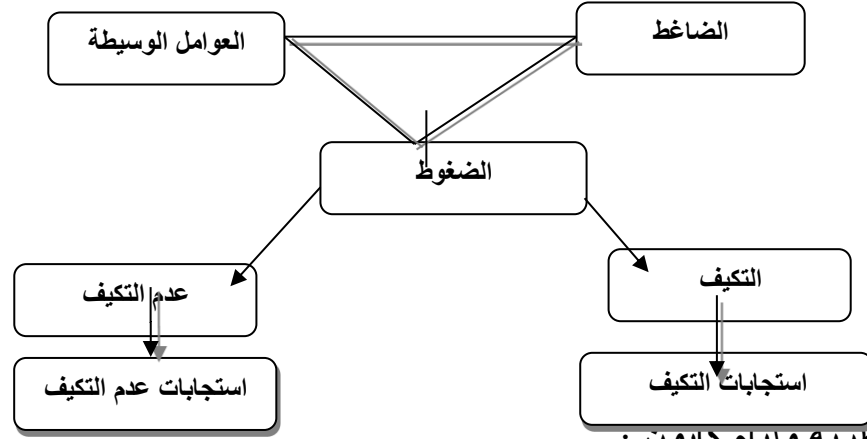 الضاغط
العوامل الوسيطة
الضغوط
التكيف
عدم التكيف
استجابات التكيف
استجابات عدم التكيف